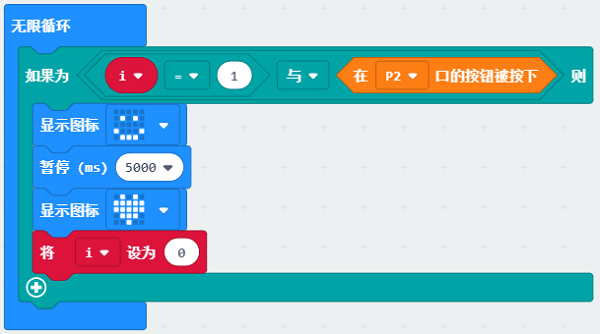 无限循环
如果为 i = 1 与 在 P2 口的按钮被按下 则
显示图标
暂停 (ms) 5000
显示图标
将 i 设为 0